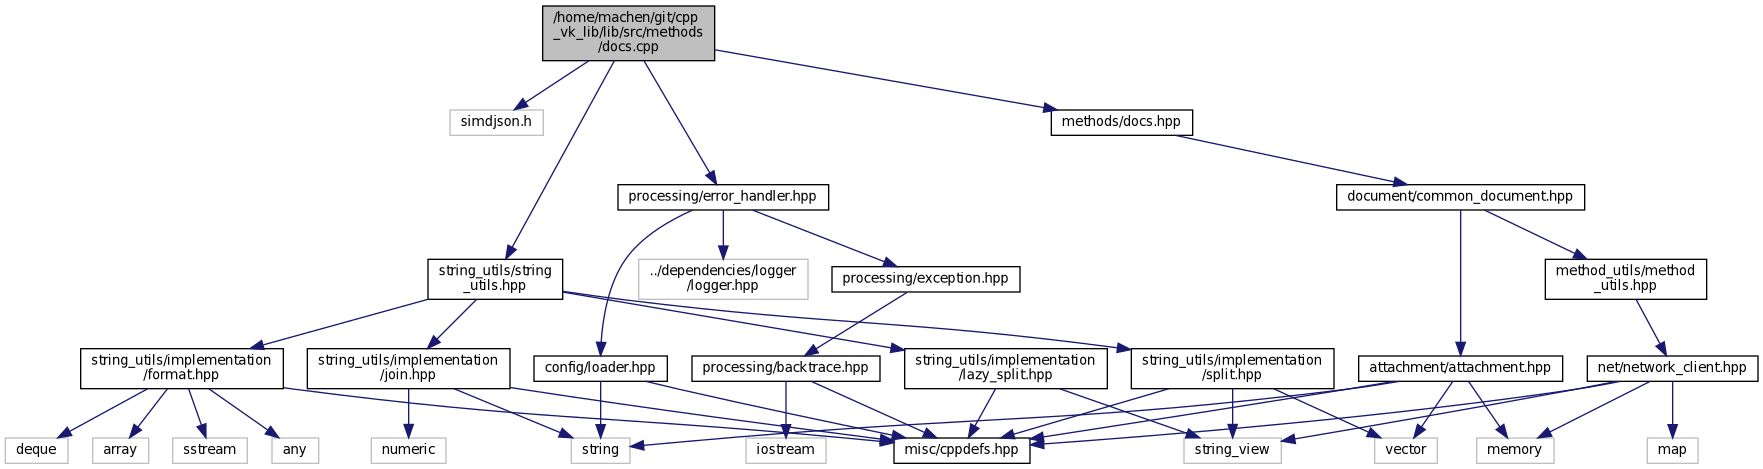 /home/machen/git/cpp
_vk_lib/lib/src/methods
/docs.cpp
simdjson.h
methods/docs.hpp
processing/error_handler.hpp
document/common_document.hpp
string_utils/string
_utils.hpp
../dependencies/logger
/logger.hpp
processing/exception.hpp
method_utils/method
_utils.hpp
string_utils/implementation
/format.hpp
string_utils/implementation
/join.hpp
config/loader.hpp
processing/backtrace.hpp
string_utils/implementation
/lazy_split.hpp
string_utils/implementation
/split.hpp
attachment/attachment.hpp
net/network_client.hpp
deque
array
sstream
any
numeric
string
iostream
misc/cppdefs.hpp
string_view
vector
memory
map